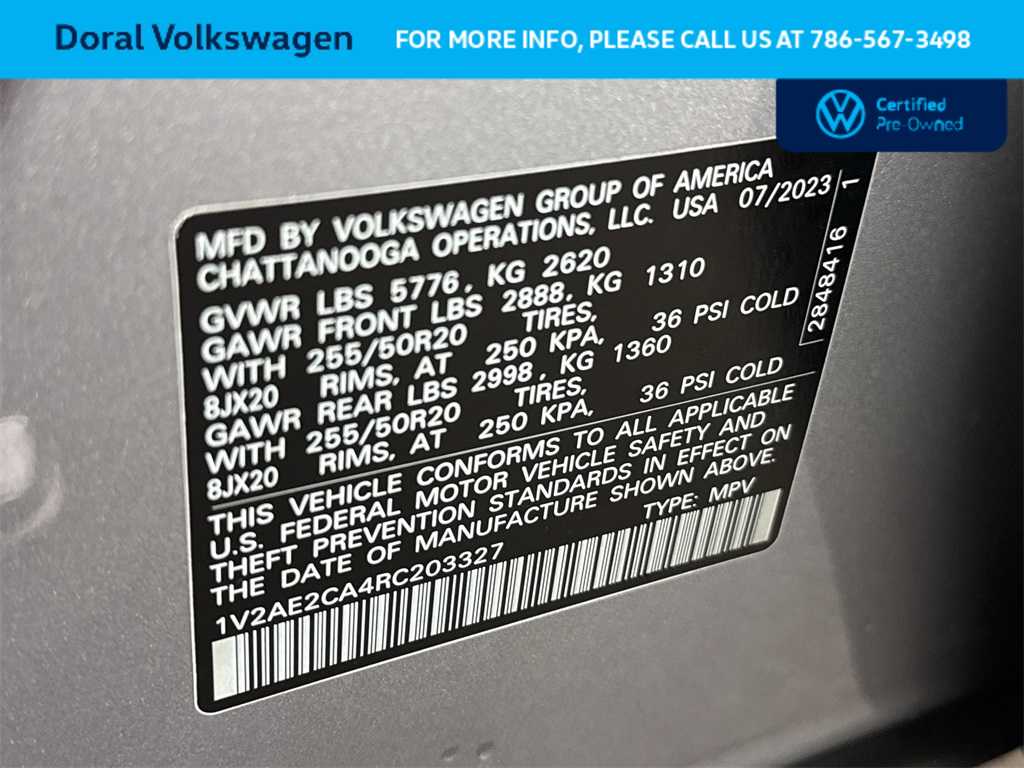 Doral Volkswagen
FOR MORE INFO, PLEASE CALL US AT 786-567-3498
Certified
Pre-Owned
MFD BY VOLKSWAGEN GROUP OF AMERICA
CHATTANOOGA OPERATIONS, LLC. USA 07/2023
GVWR LBS 5776, KG 2620
GAWR FRONT LBS 2888, KG 1310
WITH 255/50R20 TIRES,
8JX20 RIMS, AT 250 KPA, 36 PSI COLD
GAWR REAR LBS 2998, KG 1360
WITH 255/50R20 TIRES,
8JX20 RIMS, AT 250 KPA, 36 PSI COLD
2848416 1
THIS VEHICLE CONFORMS TO ALL APPLICABLE
U.S. FEDERAL MOTOR VEHICLE SAFETY AND
THEFT PREVENTION STANDARDS IN EFFECT ON
THE DATE OF MANUFACTURE SHOWN ABOVE.
1V2AE2CA4RC203327 TYPE: MPV